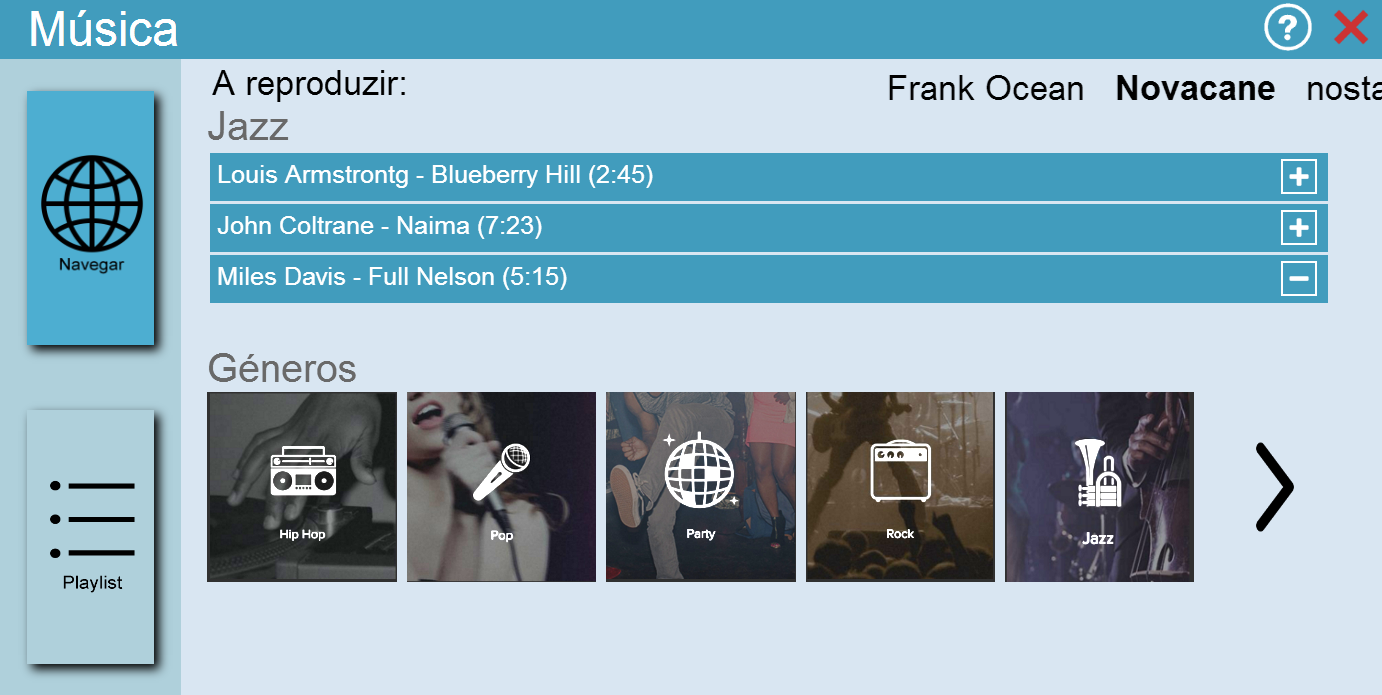 Música
?
A reproduzir:
Frank Ocean Novacane nosta
Jazz
Louis Armstrontg - Blueberry Hill (2:45)
John Coltrane - Naima (7:23)
Miles Davis - Full Nelson (5:15)
Navegar
Géneros
Hip Hop
Pop
Party
Rock
Jazz
Playlist